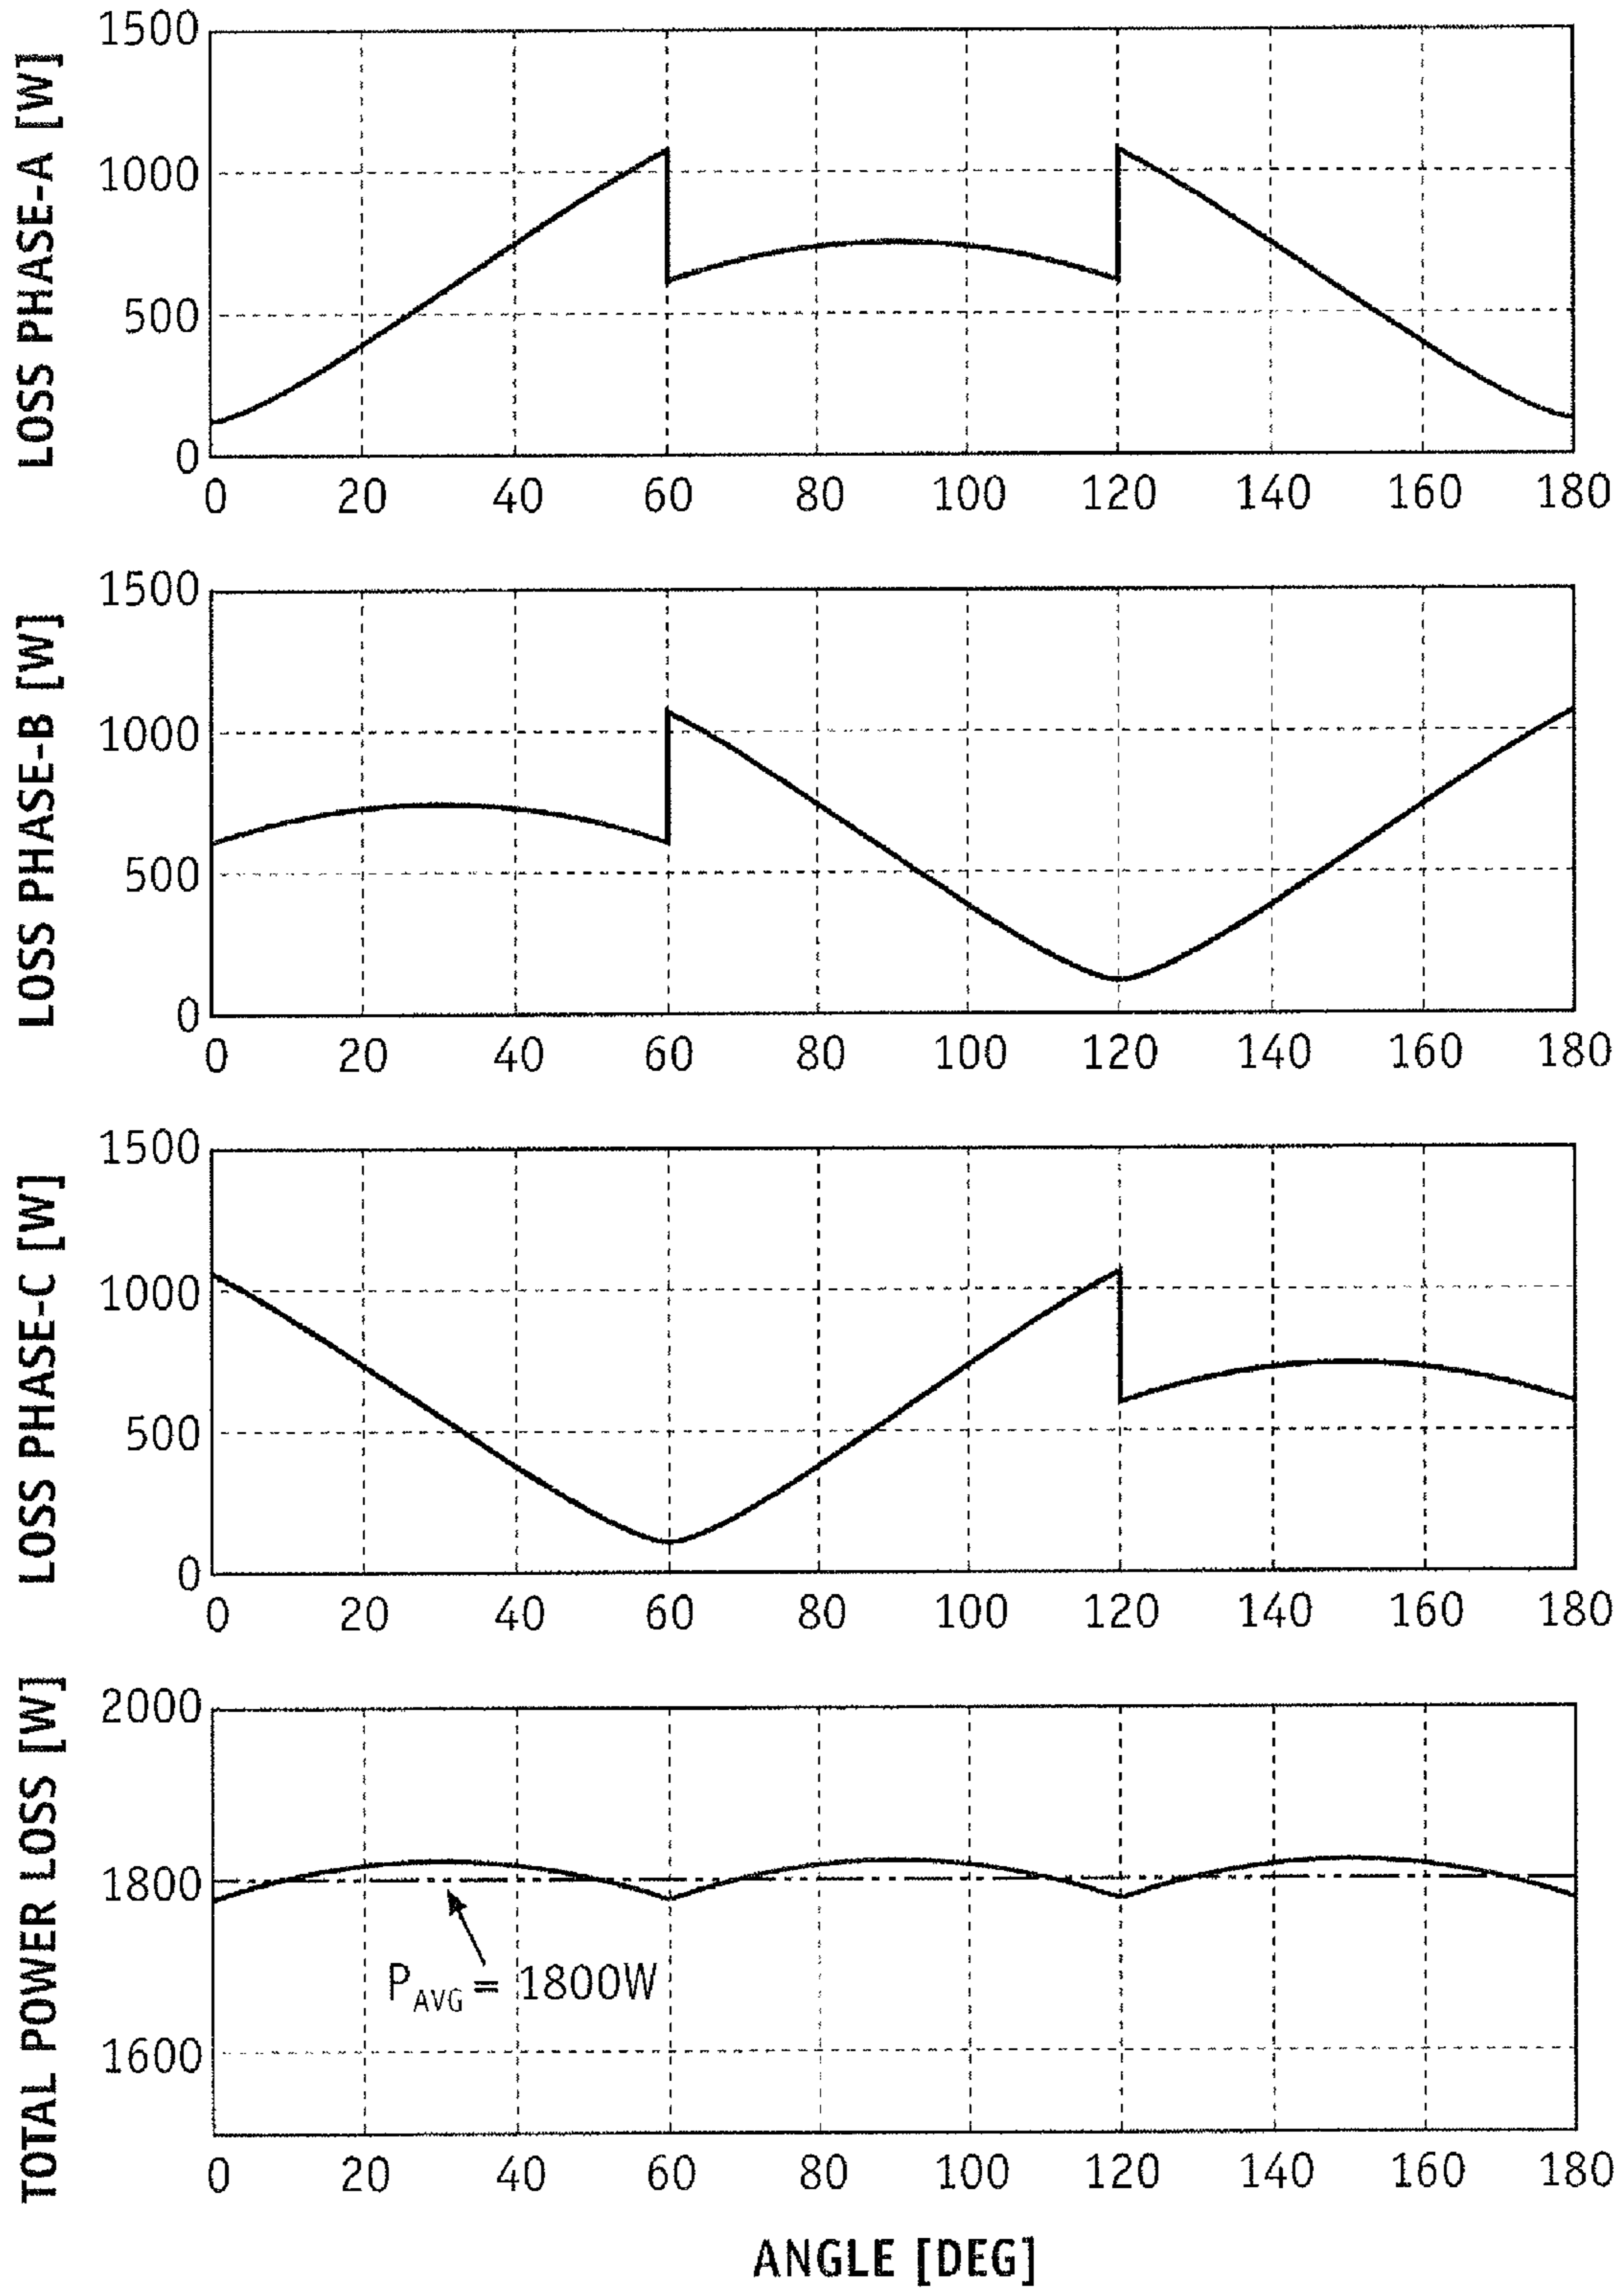 LOSS PHASE-A [W]
1500
1000
500
0
0 20 40 60 80 100 120 140 160 180
LOSS PHASE-B [W]
1500
1000
500
0
0 20 40 60 80 100 120 140 160 180
LOSS PHASE-C [W]
1500
1000
500
0
0 20 40 60 80 100 120 140 160 180
TOTAL POWER LOSS [W]
2000
1800
1600
PAVG = 1800W
0 20 40 60 80 100 120 140 160 180
ANGLE [DEG]